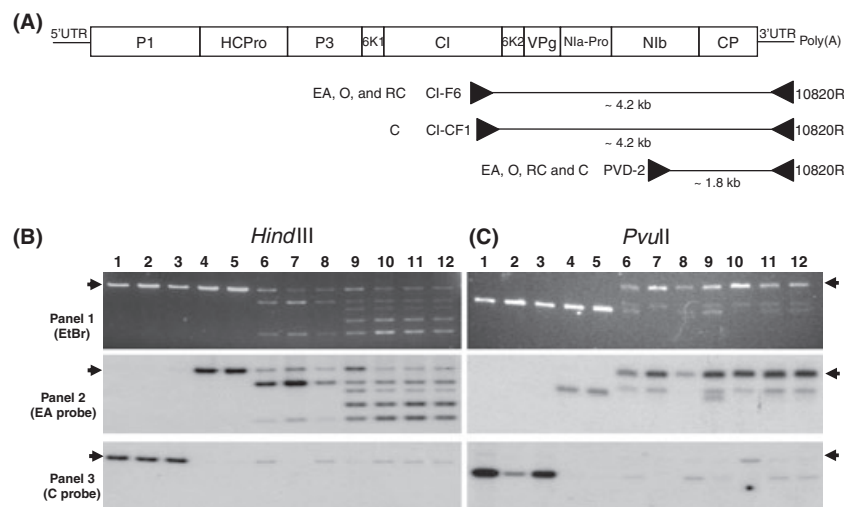 (A)
5'UTR P1 HCPro P3 6K1 CI 6K2 VPg NIa-Pro NIb CP 3'UTR Poly(A)
EA, O, and RC CI-F6 ~ 4.2 kb 10820R
C CI-CF1 ~ 4.2 kb 10820R
EA, O, RC and C PVD-2 ~ 1.8 kb 10820R
(B) HindIII
1 2 3 4 5 6 7 8 9 10 11 12
(C) PvuII
1 2 3 4 5 6 7 8 9 10 11 12
Panel 1
(EtBr)
Panel 2
(EA probe)
Panel 3
(C probe)